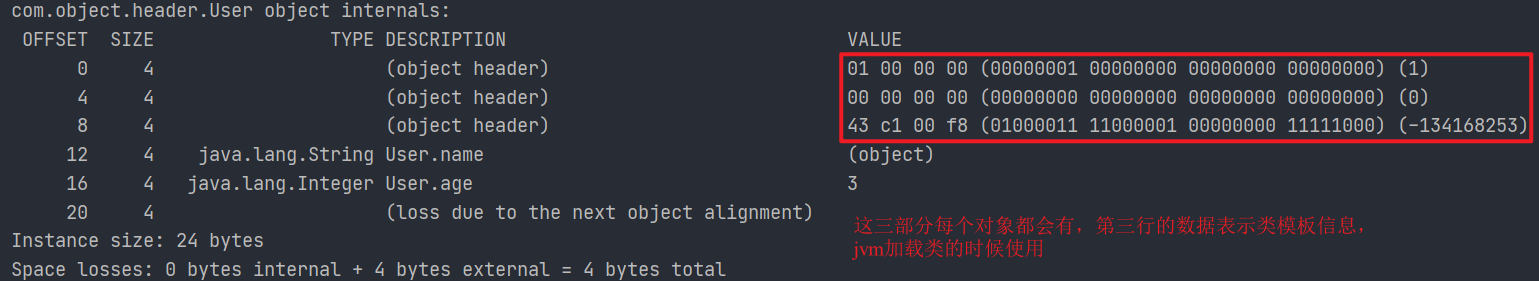 com.object.header.User object internals:
OFFSET SIZE TYPE DESCRIPTION VALUE
0 4 (object header) 01 00 00 00 (00000001 00000000 00000000 00000000) (1)
4 4 (object header) 00 00 00 00 (00000000 00000000 00000000 00000000) (0)
8 4 (object header) 43 c1 00 f8 (01000011 11000001 00000000 11111000) (-134168253)
12 4 java.lang.String User.name (object)
16 4 java.lang.Integer User.age 3
20 4 (loss due to the next object alignment)
这三部分每个对象都会有，第三行的数据表示类模板信息，
jvm加载类的时候使用
Instance size: 24 bytes
Space losses: 0 bytes internal + 4 bytes external = 4 bytes total